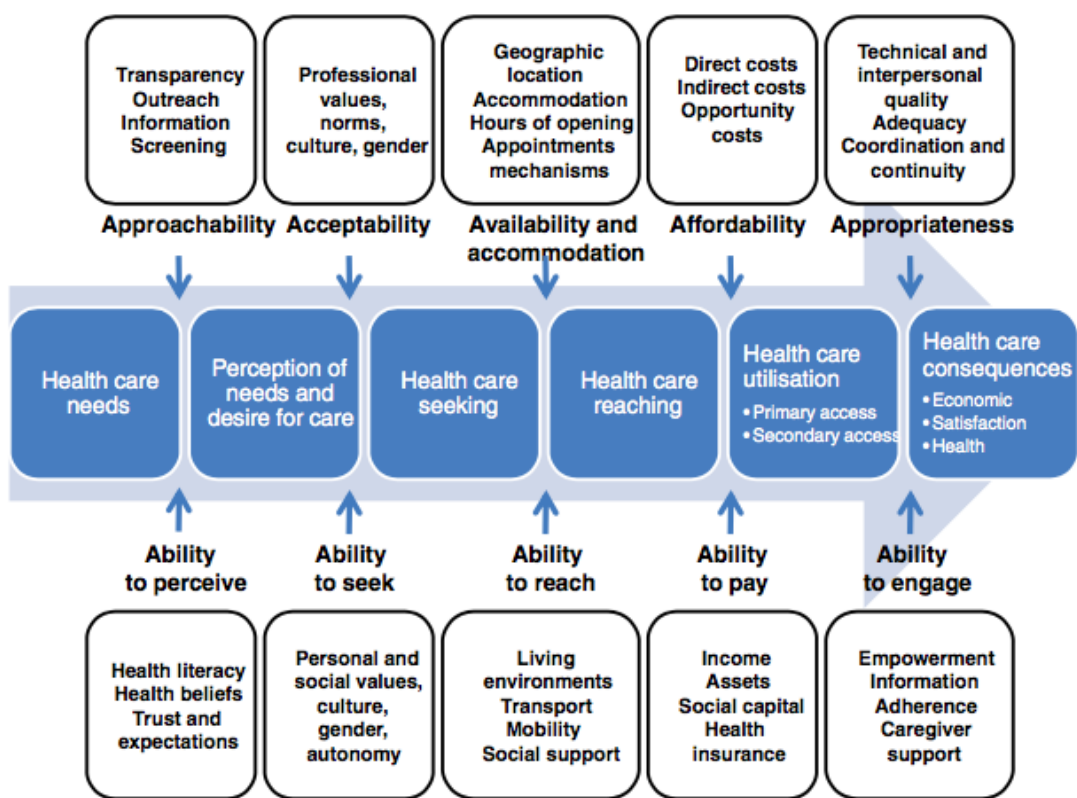 Transparency
Outreach
Information
Screening
Professional
values,
norms,
culture, gender
Geographic
location
Accommodation
Hours of opening
Appointments
mechanisms
Direct costs
Indirect costs
Opportunity
costs
Technical and
interpersonal
quality
Adequacy
Coordination and
continuity
Approachability
Acceptability
Availability and
accommodation
Affordability
Appropriateness
Health care
needs
Perception of
needs and
desire for care
Health care
seeking
Health care
reaching
Health care
utilisation
• Primary access
• Secondary access
Health care
consequences
• Economic
• Satisfaction
• Health
Ability
to perceive
Ability
to seek
Ability
to reach
Ability
to pay
Ability
to engage
Health literacy
Health beliefs
Trust and
expectations
Personal and
social values,
culture,
gender,
autonomy
Living
environments
Transport
Mobility
Social support
Income
Assets
Social capital
Health
insurance
Empowerment
Information
Adherence
Caregiver
support